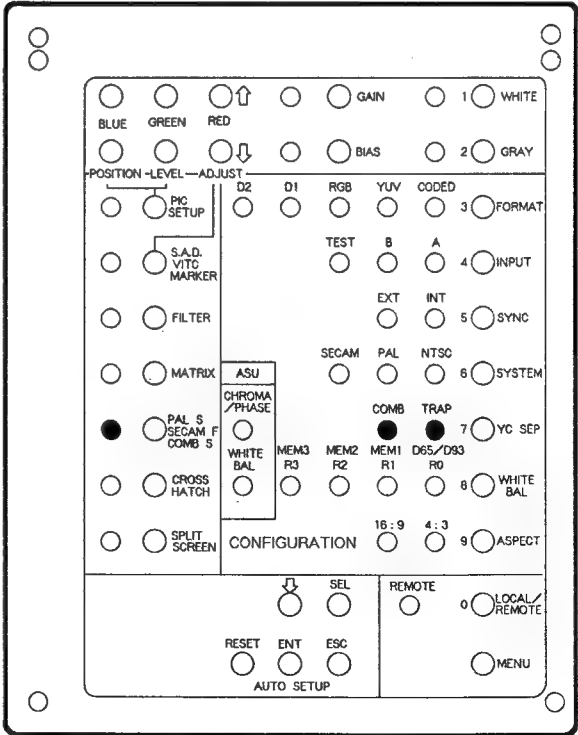 GAIN 1 WHITE
BLUE GREEN RED
BIAS 2 GRAY
POSITION LEVEL ADJUST
D2 D1 RGB YUV CODED
PIC
SETUP
3 FORMAT
TEST B A
S.A.D.
VITC
MARKER
4 INPUT
EXT INT
FILTER
5 SYNC
SECAM PAL NTSC
MATRIX ASU
6 SYSTEM
CHROMA
/PHASE
COMB TRAP
PAL S
SECAM F
COMB S
7 YC SEP
WHITE
BAL
MEM3 MEM2 MEM1 D65/D93
R3 R2 R1 R0
CROSS
HATCH
8 WHITE
BAL
16:9 4:3
SPLIT
SCREEN
CONFIGURATION
9 ASPECT
SEL REMOTE
0 LOCAL/
REMOTE
RESET ENT ESC
MENU
AUTO SETUP